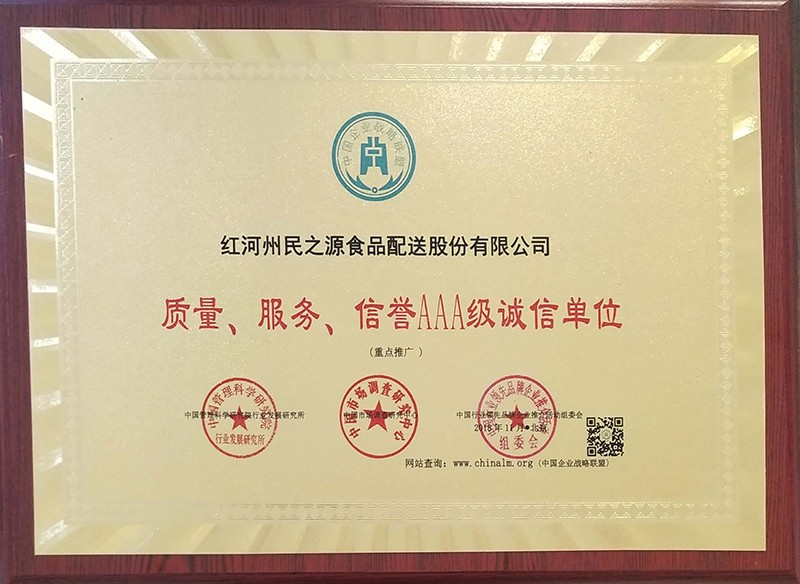 中国企业战略联盟
红河州民之源食品配送股份有限公司
质量、服务、信誉AAA级诚信单位
(重点推广)
中国管理科学研究院
行业发展研究所
中国市场调查研究中心
组委会
中国管理科学研究院行业发展研究所
中国市场调查研究中心
中国行业领先品牌企业推介活动组委会
2018年11月•北京
网站查询：www.chinalm.org (中国企业战略联盟)